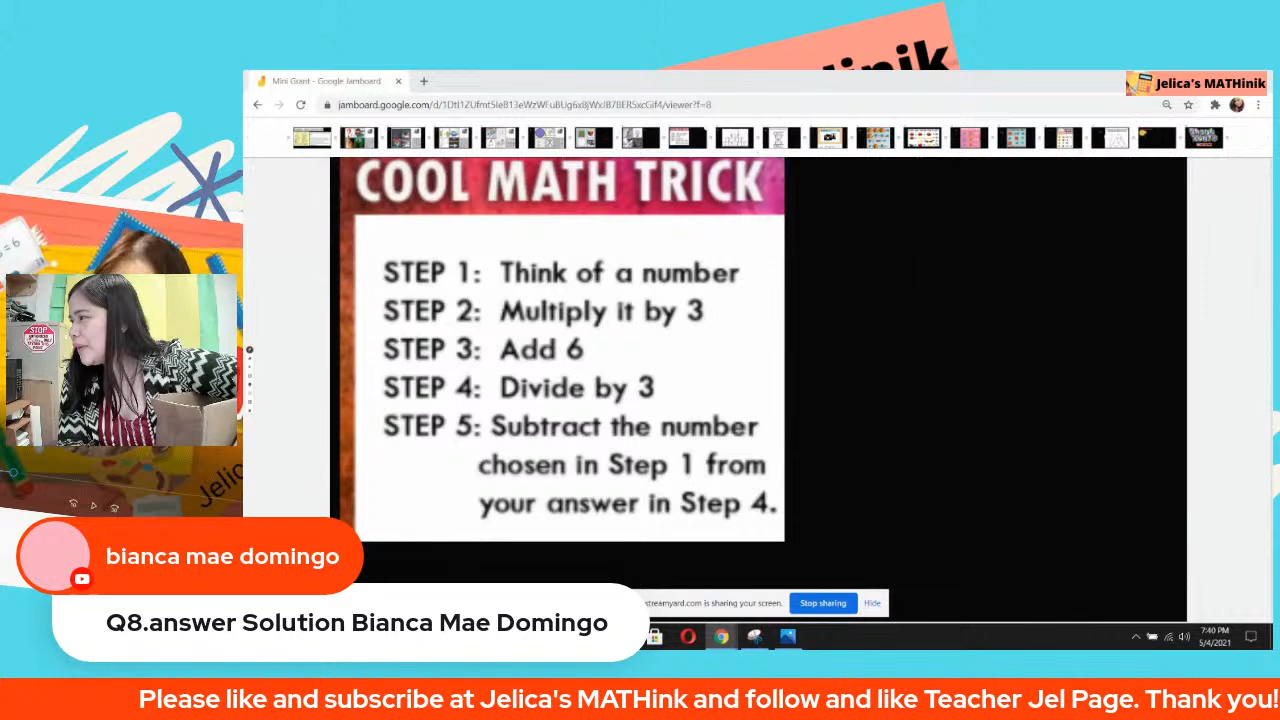 linik
Mini Grant - Google Jamboard
Jelica's MATHinik
COOL MATH TRICK
STEP 1: Think of a number
STEP 2: Multiply it by 3
STEP 3: Add 6
STEP 4: Divide by 3
STEP 5: Subtract the number
chosen in Step 1 from
your answer in Step 4.
STOP
Jelic
bianca mae domingo
Q8.answer Solution Bianca Mae Domingo
streamyard.com is sharing your screen.
Stop sharing
Hide
7:40 PM
5/4/2021
Please like and subscribe at Jelica's MATHink and follow and like Teacher Jel Page. Thank you!